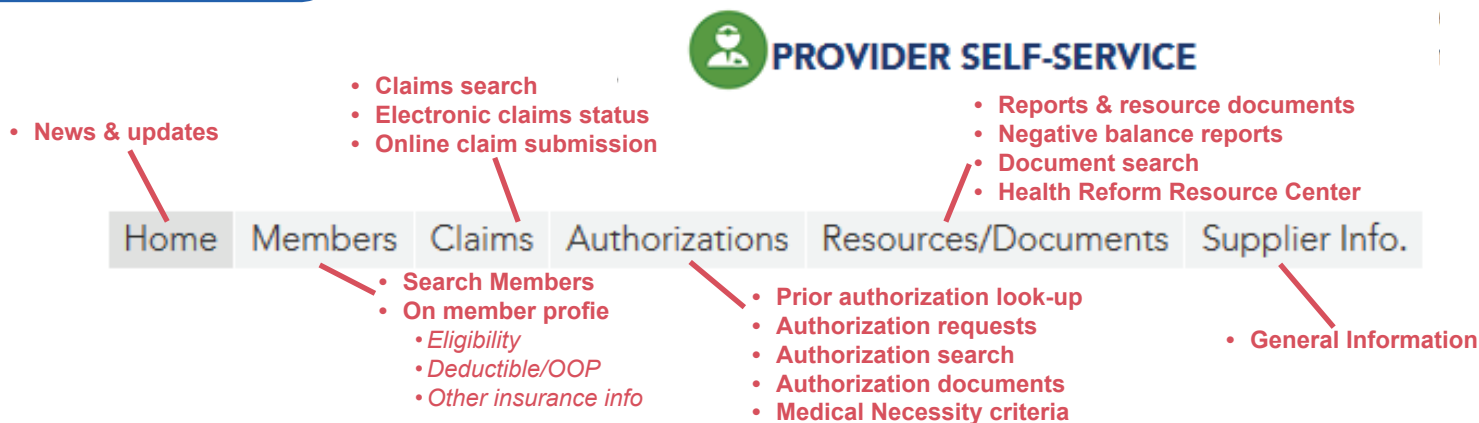 PROVIDER SELF-SERVICE
• News & updates
• Claims search
• Electronic claims status
• Online claim submission
• Reports & resource documents
• Negative balance reports
• Document search
• Health Reform Resource Center
Home Members Claims Authorizations Resources/Documents Supplier Info.
• Search Members
• On member profie
• Eligibility
• Deductible/OOP
• Other insurance info
• Prior authorization look-up
• Authorization requests
• Authorization search
• Authorization documents
• Medical Necessity criteria
• General Information